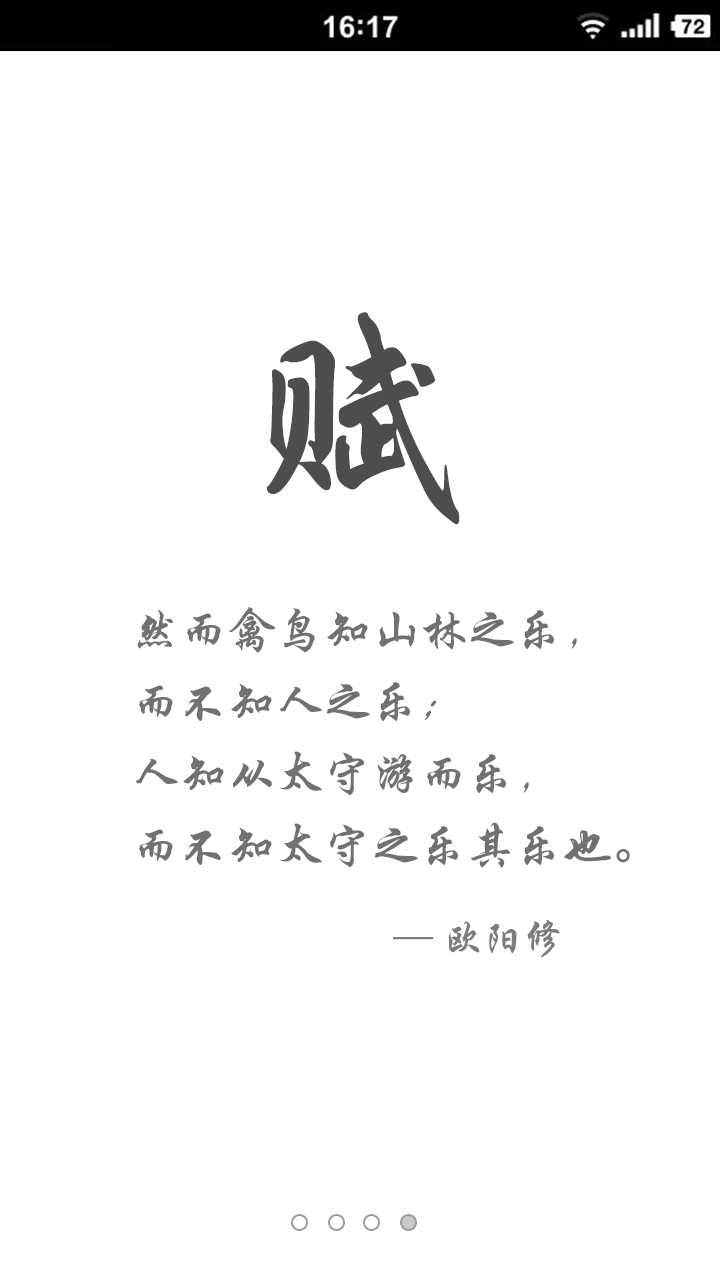 16:17
72
赋
然而禽鸟知山林之乐，
而不知人之乐；
人知从太守游而乐，
而不知太守之乐其乐也。
— 欧阳修